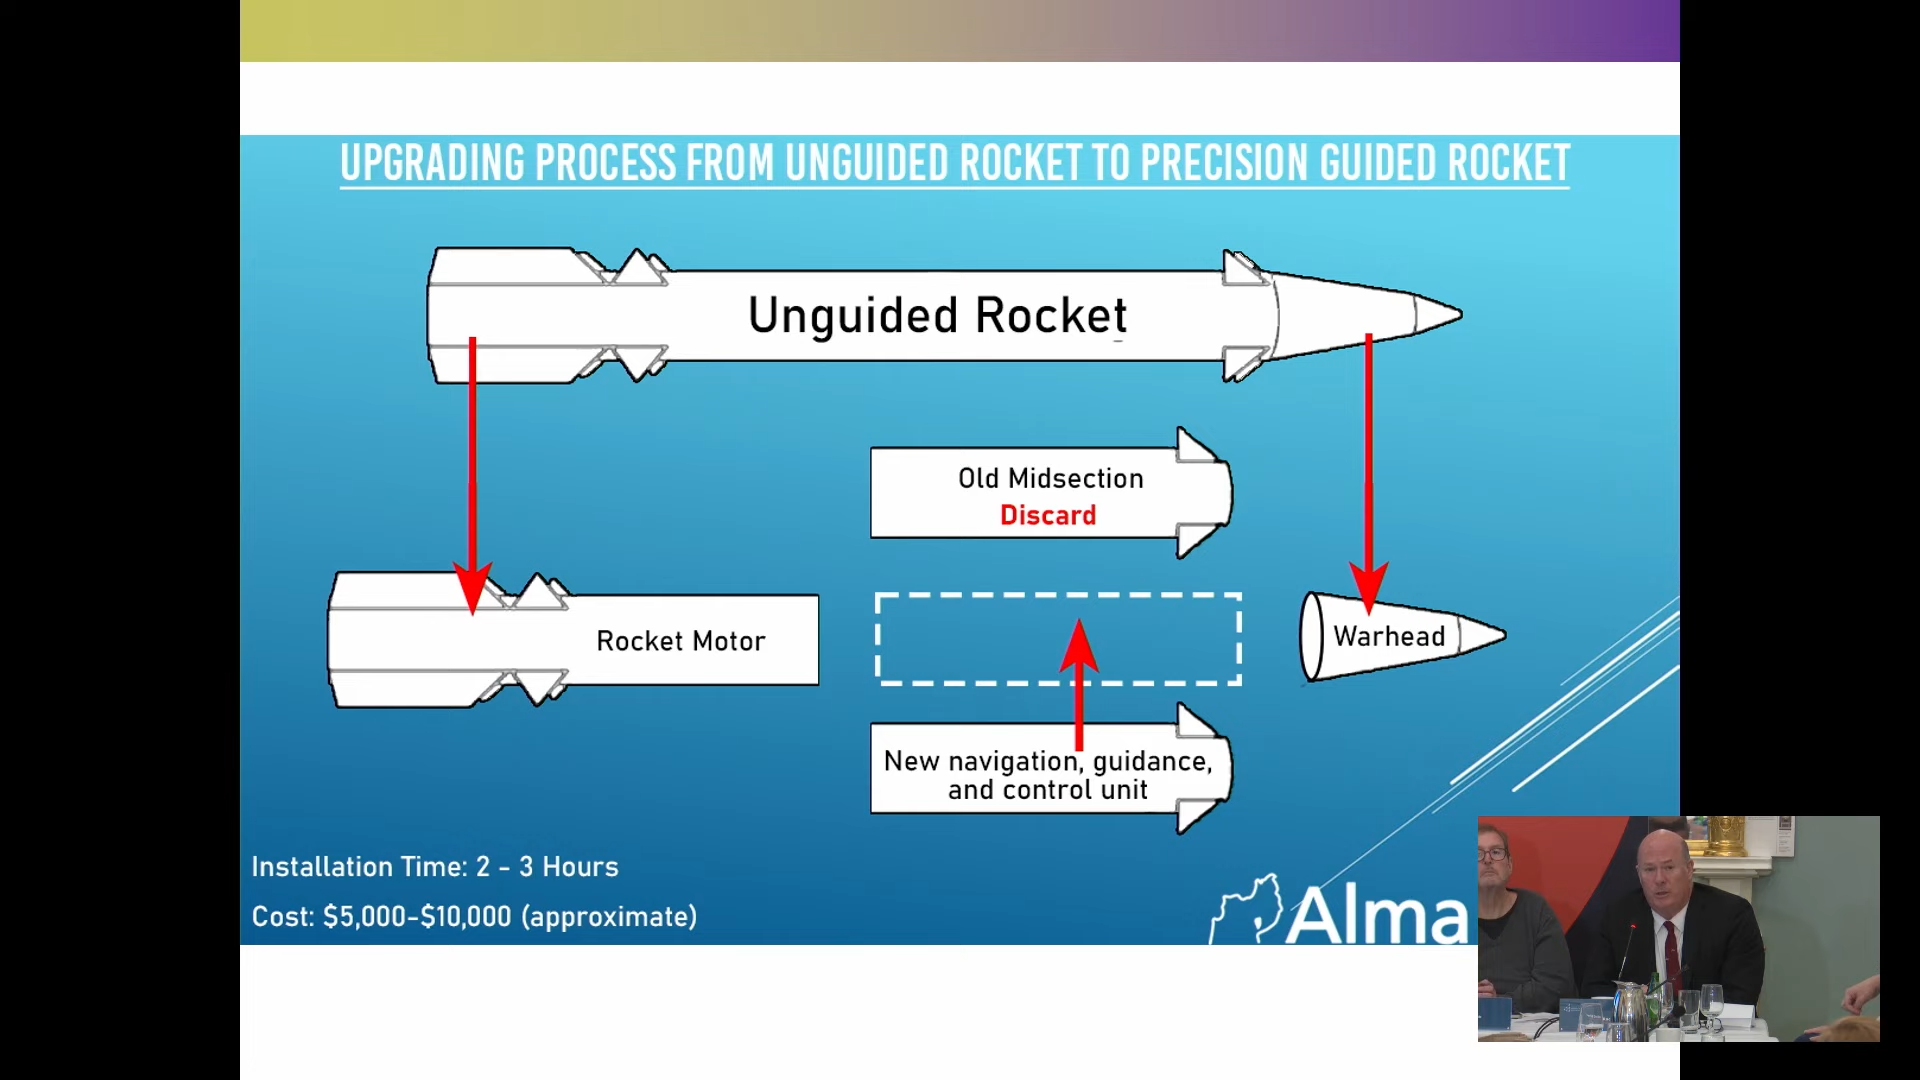 UPGRADING PROCESS FROM UNGUIDED ROCKET TO PRECISION GUIDED ROCKET
Unguided Rocket
Old Midsection
Discard
Rocket Motor
Warhead
New navigation, guidance,
and control unit
Installation Time: 2 - 3 Hours
Cost: $5,000-$10,000 (approximate)
Alma